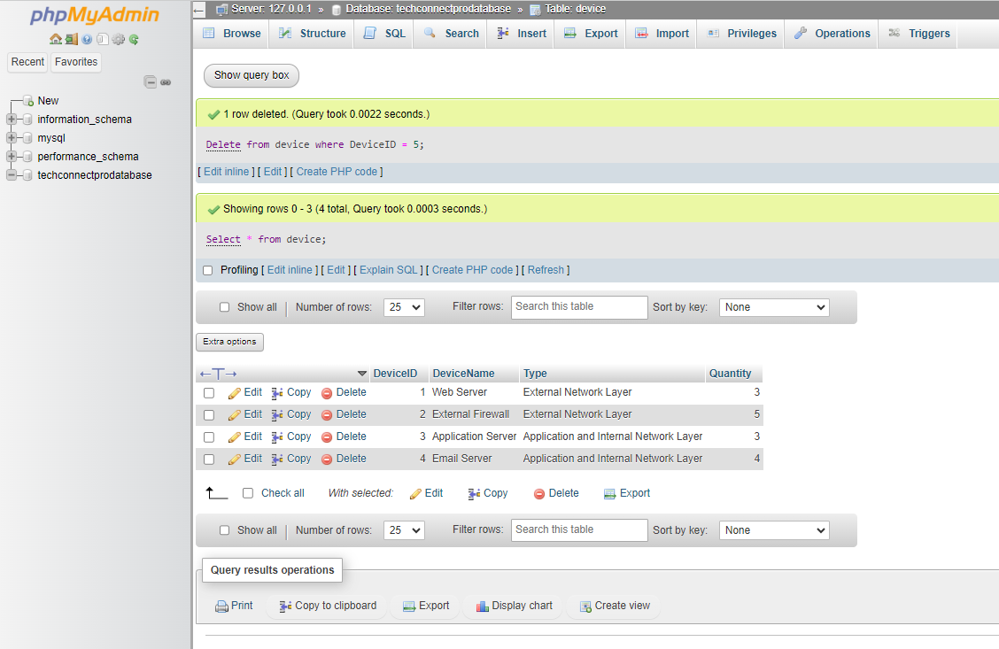 phpMyAdmin
Recent Favorites
New
information_schema
mysql
performance_schema
techconnectprodatabase
Server: 127.0.0.1 » Database: techconnectprodatabase » Table: device
Browse Structure SQL Search Insert Export Import Privileges Operations Triggers
Show query box
1 row deleted. (Query took 0.0022 seconds.)
Delete from device where DeviceID = 5;
[ Edit inline ] [ Edit ] [ Create PHP code ]
Showing rows 0 - 3 (4 total, Query took 0.0003 seconds.)
Select * from device;
Profiling [ Edit inline ] [ Edit ] [ Explain SQL ] [ Create PHP code ] [ Refresh ]
Show all Number of rows: 25 Filter rows: Search this table Sort by key: None
Extra options
DeviceID DeviceName Type Quantity
Edit Copy Delete 1 Web Server External Network Layer 3
Edit Copy Delete 2 External Firewall External Network Layer 5
Edit Copy Delete 3 Application Server Application and Internal Network Layer 3
Edit Copy Delete 4 Email Server Application and Internal Network Layer 4
Check all With selected: Edit Copy Delete Export
Show all Number of rows: 25 Filter rows: Search this table Sort by key: None
Query results operations
Print Copy to clipboard Export Display chart Create view